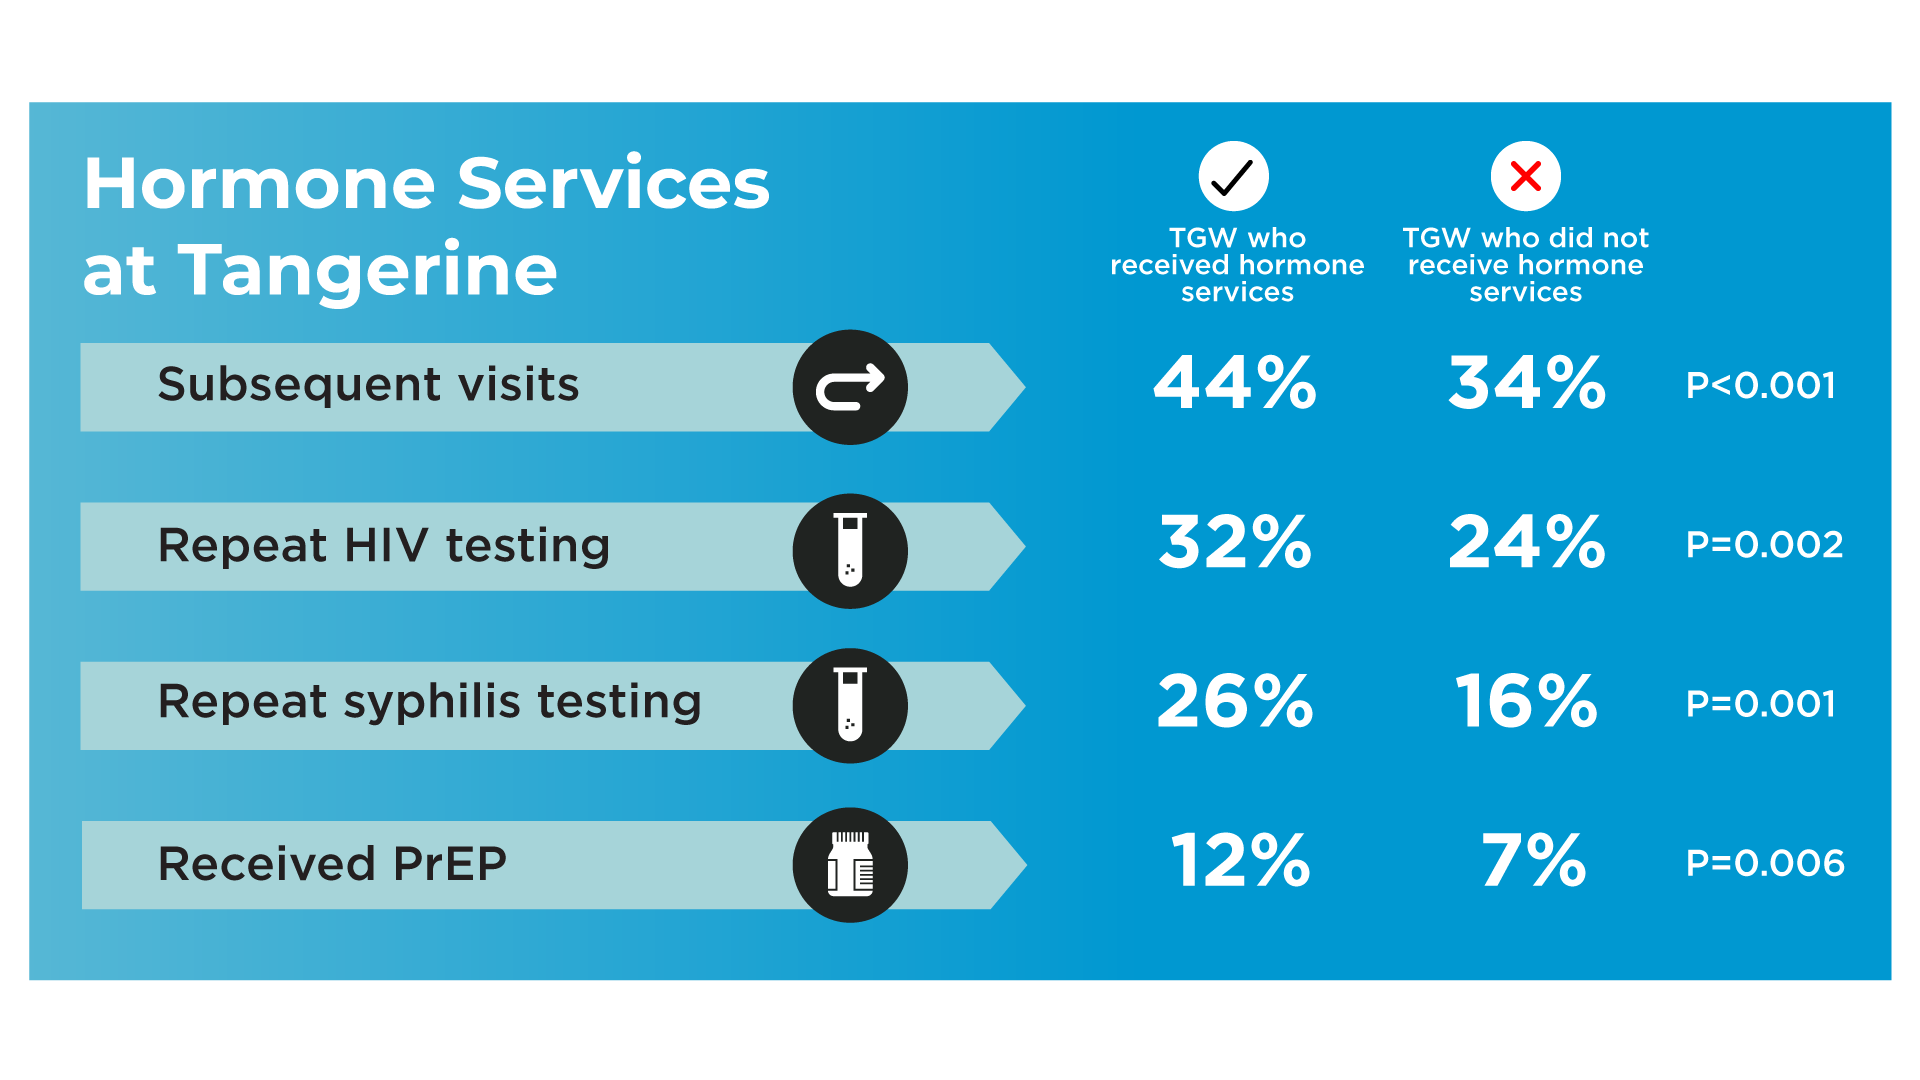 Hormone Services
at Tangerine
TGW who
received hormone
services
TGW who did not
receive hormone
services
Subsequent visits
44%
34%
P<0.001
Repeat HIV testing
32%
24%
P=0.002
Repeat syphilis testing
26%
16%
P=0.001
Received PrEP
12%
7%
P=0.006